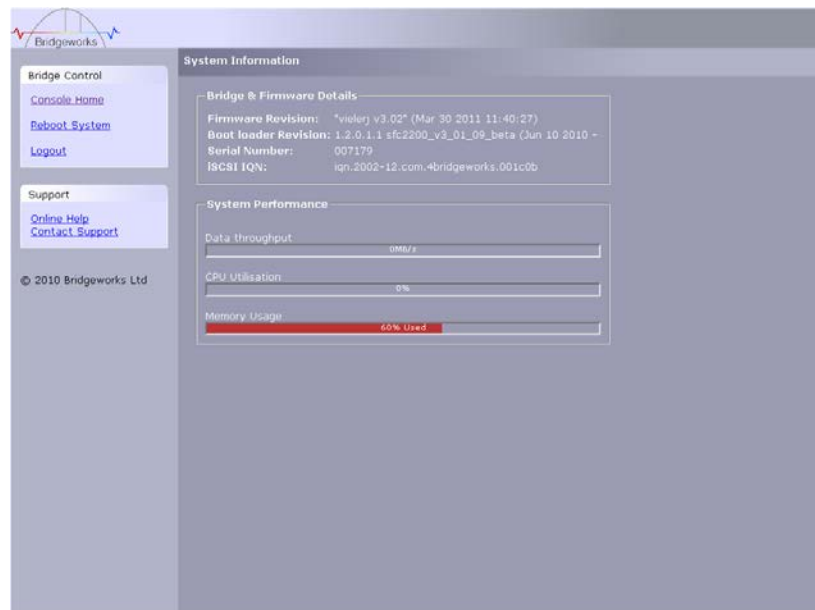 Bridgeworks
Bridge Control
Console Home
Reboot System
Logout
Support
Online Help
Contact Support
© 2010 Bridgeworks Ltd
System Information
Bridge & Firmware Details
Firmware Revision: "vielerj v3.02" (Mar 30 2011 11:40:27)
Boot loader Revision: 1.2.0.1.1 sfc2200_v3_01_09_beta (Jun 10 2010 -
Serial Number: 007179
iSCSI IQN: iqn.2002-12.com.4bridgeworks.001c0b
System Performance
Data throughput
0MB/s
CPU Utilisation
0%
Memory Usage
60% Used